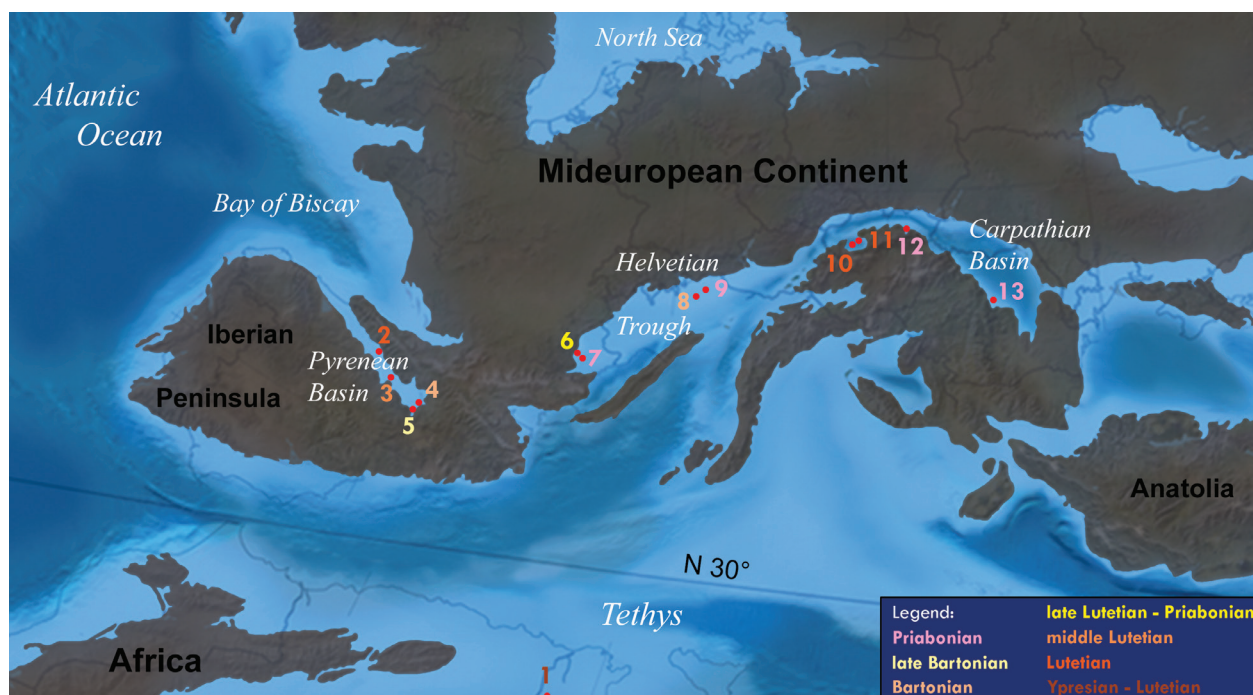 North Sea
Atlantic
Ocean
Mideuropean Continent
Bay of Biscay
Carpathian
Basin
11
12
10
Helvetian
9
8
13
Trough
Iberian
2
6
7
Pyrenean
Basin
Peninsula
3
4
5
Anatolia
N 30°
Tethys
Africa
1
Legend:
Priabonian
late Bartonian
Bartonian
late Lutetian - Priabonian
middle Lutetian
Lutetian
Ypresian - Lutetian